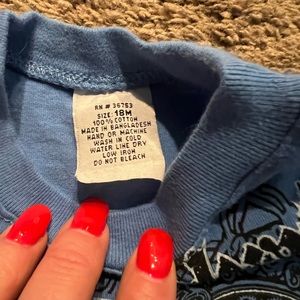 RN # 36753
SIZE: 18M
100% COTTON
MADE IN BANGLADESH
HAND OR MACHINE
WASH IN COLD
WATER LINE DRY
LOW IRON
DO NOT BLEACH